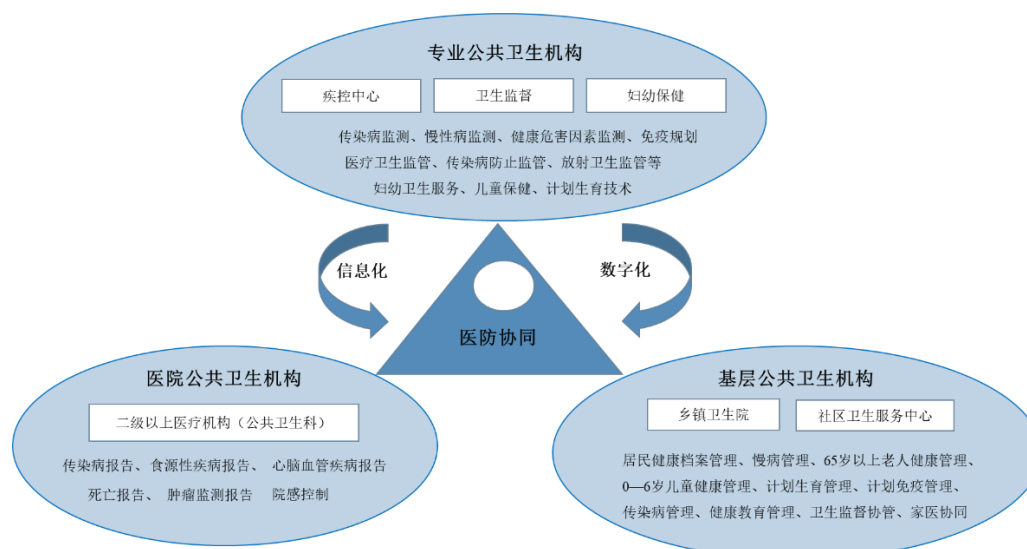 专业公共卫生机构
疾控中心
卫生监督
妇幼保健
传染病监测、慢性病监测、健康危害因素监测、免疫规划
医疗卫生监管、传染病防止监管、放射卫生监管等
妇幼卫生服务、儿童保健、计划生育技术
信息化
数字化
医防协同
医院公共卫生机构
二级以上医疗机构（公共卫生科）
传染病报告、食源性疾病报告、 心脑血管疾病报告
死亡报告、 肿瘤监测报告 院感控制
基层公共卫生机构
乡镇卫生院
社区卫生服务中心
居民健康档案管理、慢病管理、65岁以上老人健康管理、
0—6岁儿童健康管理、计划生育管理、计划免疫管理、
传染病管理、健康教育管理、卫生监督协管、家医协同